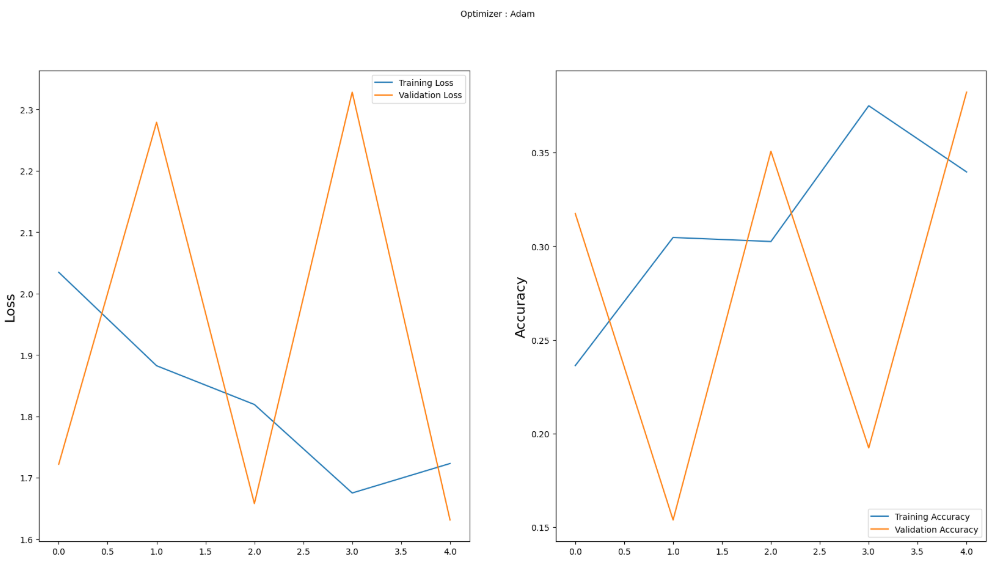 Optimizer : Adam
Loss
2.3
2.2
2.1
2.0
1.9
1.8
1.7
1.6
0.0 0.5 1.0 1.5 2.0 2.5 3.0 3.5 4.0
Training Loss
Validation Loss
Accuracy
0.35
0.30
0.25
0.20
0.15
0.0 0.5 1.0 1.5 2.0 2.5 3.0 3.5 4.0
Training Accuracy
Validation Accuracy